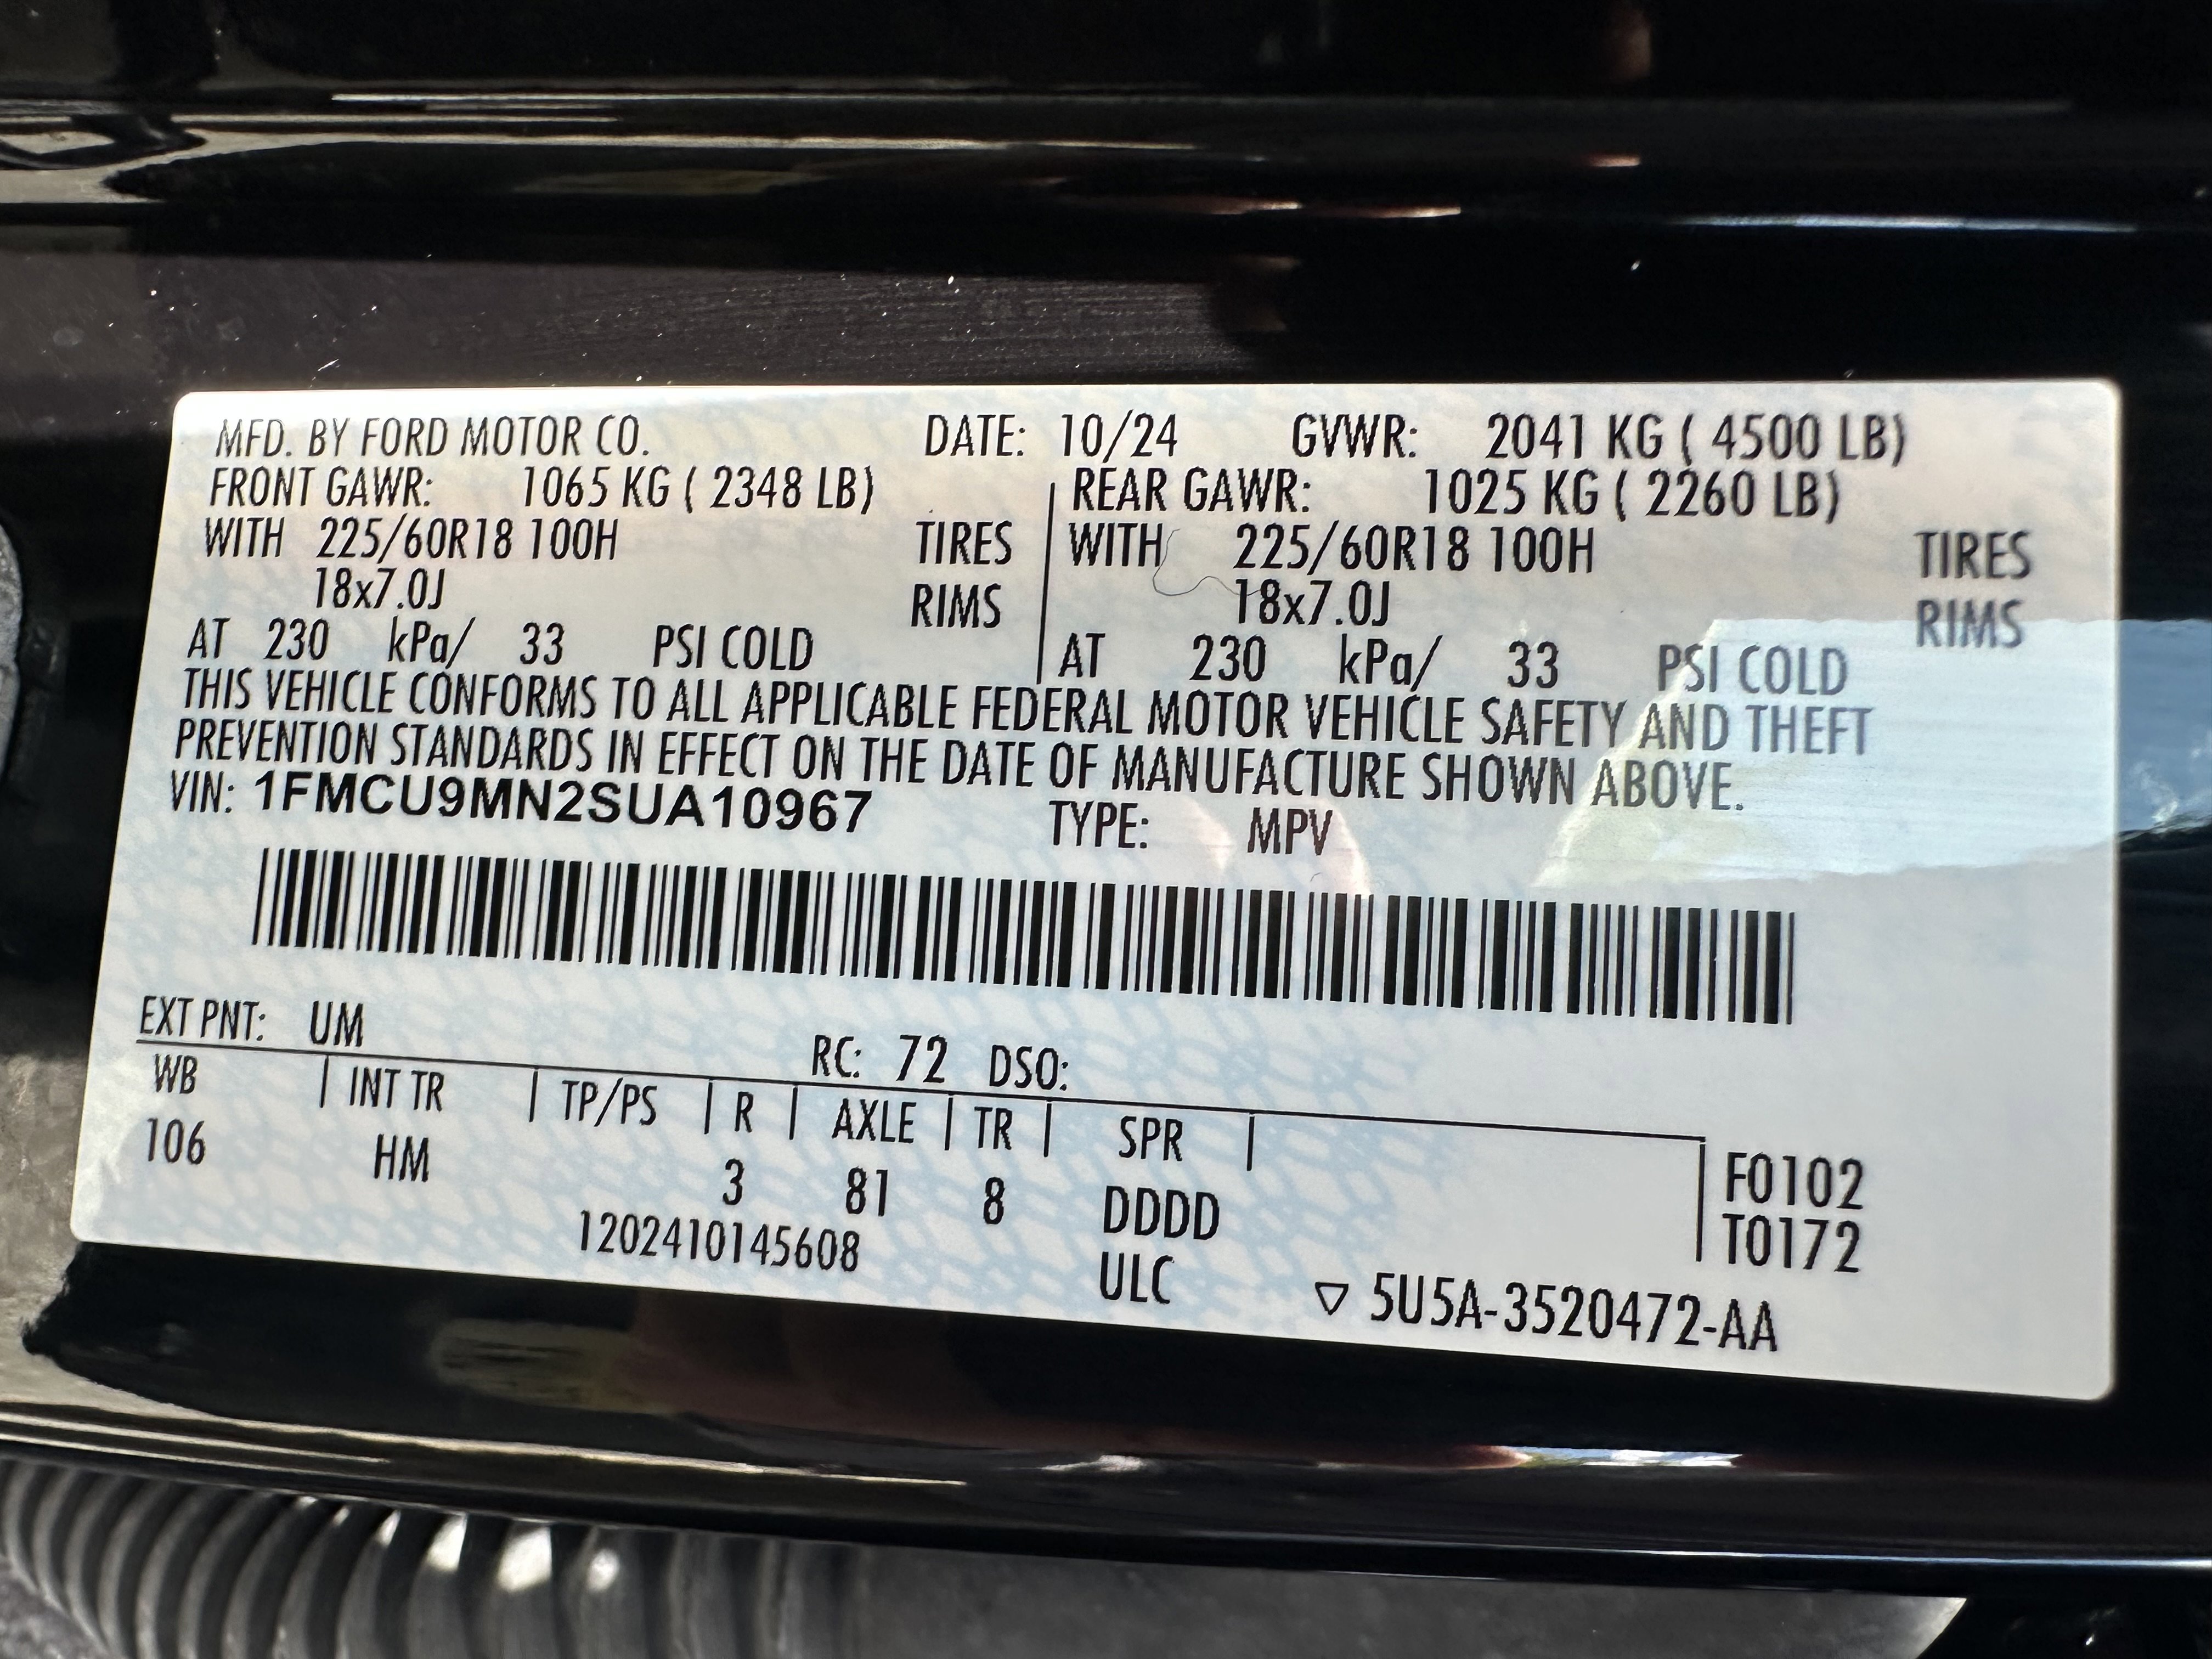 MFD. BY FORD MOTOR CO. DATE: 10/24 GVWR: 2041 KG ( 4500 LB)
FRONT GAWR: 1065 KG ( 2348 LB) REAR GAWR: 1025 KG ( 2260 LB)
WITH 225/60R18 100H TIRES WITH 225/60R18 100H TIRES
18x7.0J RIMS 18x7.0J RIMS
AT 230 kPa/ 33 PSI COLD AT 230 kPa/ 33 PSI COLD
THIS VEHICLE CONFORMS TO ALL APPLICABLE FEDERAL MOTOR VEHICLE SAFETY AND THEFT
PREVENTION STANDARDS IN EFFECT ON THE DATE OF MANUFACTURE SHOWN ABOVE.
VIN: 1FMCU9MN2SUA10967 TYPE: MPV
EXT PNT: UM RC: 72 DSO:
WB INT TR TP/PS R AXLE TR SPR
106 HM 3 81 8 DDDD F0102
1202410145608 ULC T0172
▽ 5U5A-3520472-AA